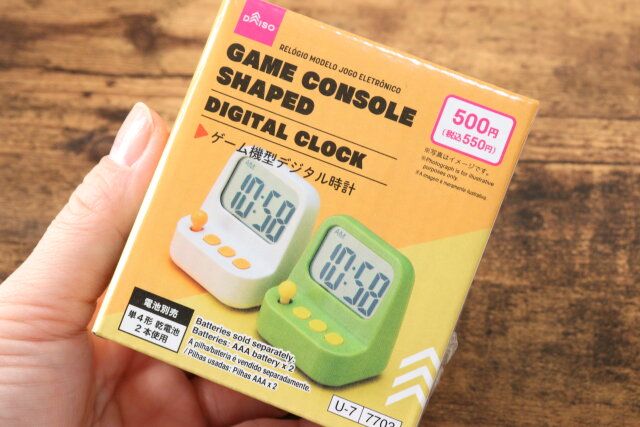 DAISO
RELÓGIO MODELO JOGO ELETRÔNICO
GAME CONSOLE
SHAPED
DIGITAL CLOCK
ゲーム機型デジタル時計
500円
(税込550円)
※写真はイメージです。
※Photograph is for illustrative
purposes only.
※A imagem é meramente ilustrativa.
AM
10:58
AM
10:58
電池別売
単4形 乾電池
2本使用
Batteries sold separately.
Batteries: AAA battery x 2
A pilha/bateria é vendido separadamente.
/ Pilhas usadas: Pilhas AAA x 2
U-7 7703